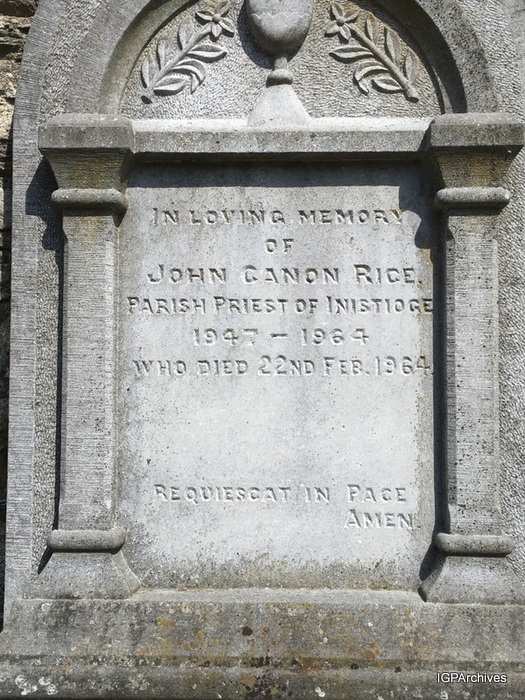 IN LOVING MEMORY
OF
JOHN CANON RICE.
PARISH PRIEST OF INISTIOGE
1947 – 1964
WHO DIED 22ND FEB. 1964
REQUIESCAT IN PACE
AMEN.
IGPArchives